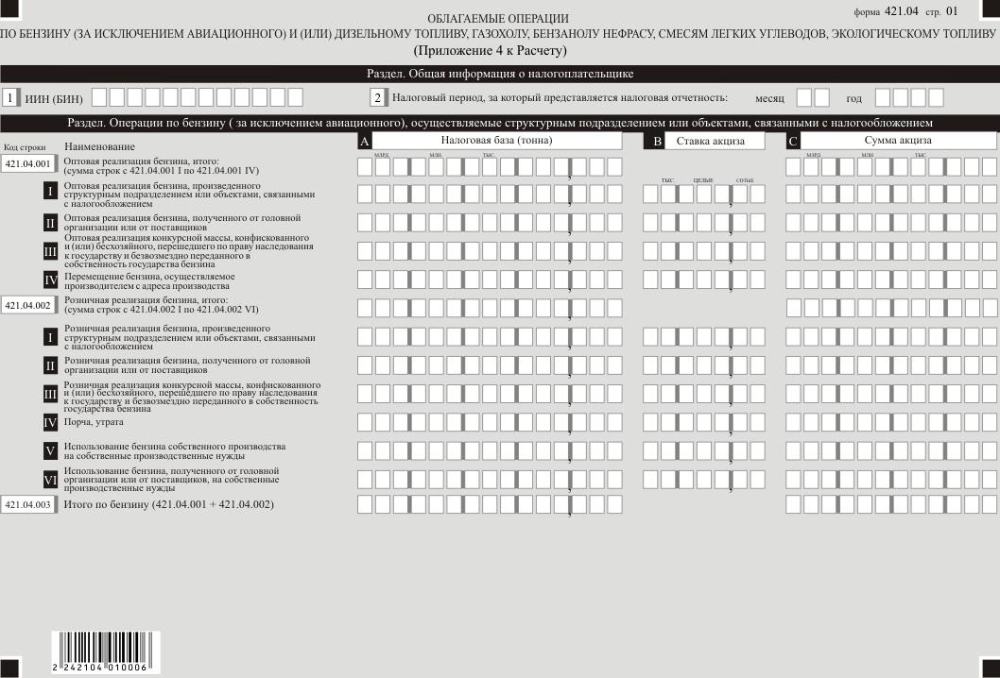 форма 421.04 стр. 01
ОБЛАГАЕМЫЕ ОПЕРАЦИИ
ПО БЕНЗИНУ (ЗА ИСКЛЮЧЕНИЕМ АВИАЦИОННОГО) И (ИЛИ) ДИЗЕЛЬНОМУ ТОПЛИВУ, ГАЗОХОЛУ, БЕНЗАНОЛУ НЕФРАСУ, СМЕСЯМ ЛЕГКИХ УГЛЕВОДОВ, ЭКОЛОГИЧЕСКОМУ ТОПЛИВУ
(Приложение 4 к Расчету)
Раздел. Общая информация о налогоплательщике
1 ИИН (БИН)
2 Налоговый период, за который представляется налоговая отчетность: месяц год
Раздел. Операции по бензину ( за исключением авиационного), осуществляемые структурным подразделением или объектами, связанными с налогообложением
Код строки Наименование A Налоговая база (тонна) B Ставка акциза C Сумма акциза
МЛРД. МЛН. ТЫС. МЛРД. МЛН. ТЫС.
421.04.001 Оптовая реализация бензина, итого:
(сумма строк с 421.04.001 I по 421.04.001 IV)
ТЫС. ЦЕЛЫЕ СОТЫЕ
I Оптовая реализация бензина, произведенного
структурным подразделением или объектами, связанными
с налогообложением
II Оптовая реализация бензина, полученного от головной
организации или от поставщиков
III Оптовая реализация конкурсной массы, конфискованного
и (или) бесхозяйного, перешедшего по праву наследования
к государству и безвозмездно переданного в
собственность государства бензина
IV Перемещение бензина, осуществляемое
производителем с адреса производства
421.04.002 Розничная реализация бензина, итого:
(сумма строк с 421.04.002 I по 421.04.002 VI)
I Розничная реализация бензина, произведенного
структурным подразделением или объектами, связанными
с налогообложением
II Розничная реализация бензина, полученного от головной
организации или от поставщиков
III Розничная реализация конкурсной массы, конфискованного
и (или) бесхозяйного, перешедшего по праву наследования
к государству и безвозмездно переданного в собственность
государства бензина
IV Порча, утрата
V Использование бензина собственного производства
на собственные производственные нужды
VI Использование бензина, полученного от головной
организации или от поставщиков, на собственные
производственные нужды
421.04.003 Итого по бензину (421.04.001 + 421.04.002)
2 242104 010006